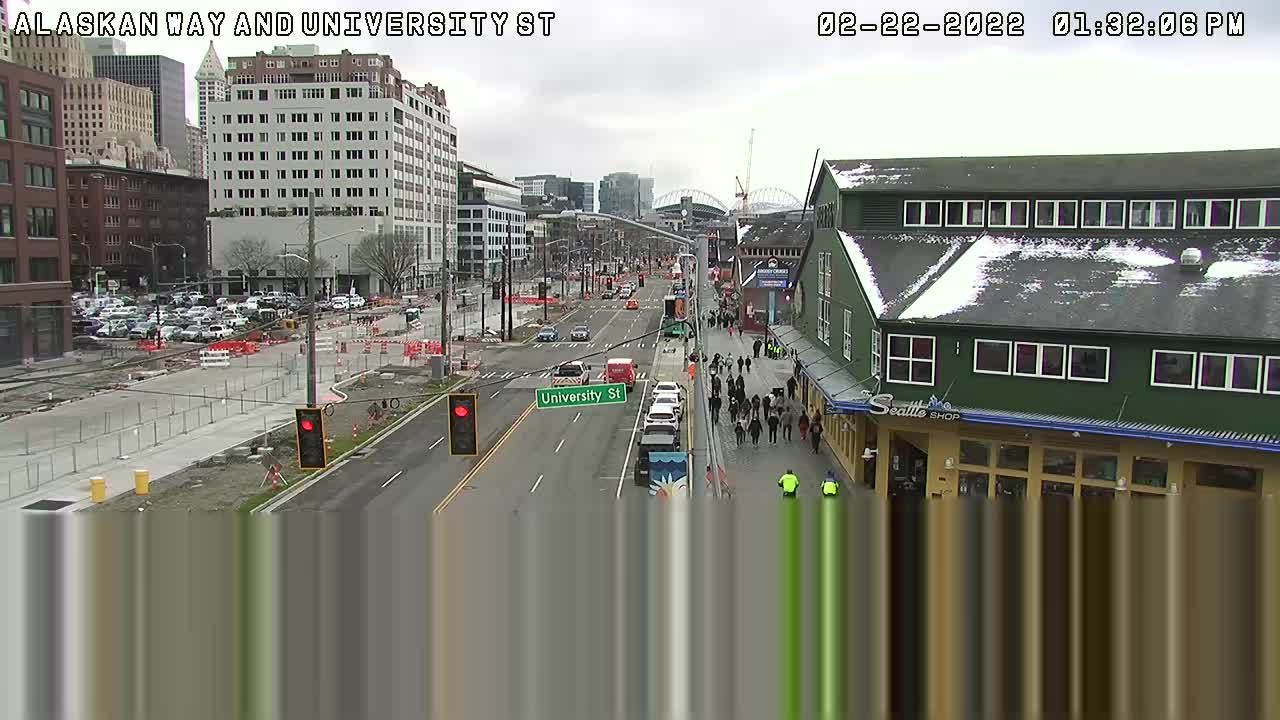 ALASKAN WAY AND UNIVERSITY ST
02-22-2022 01:32:06 PM
University St
Seattle
SHOP